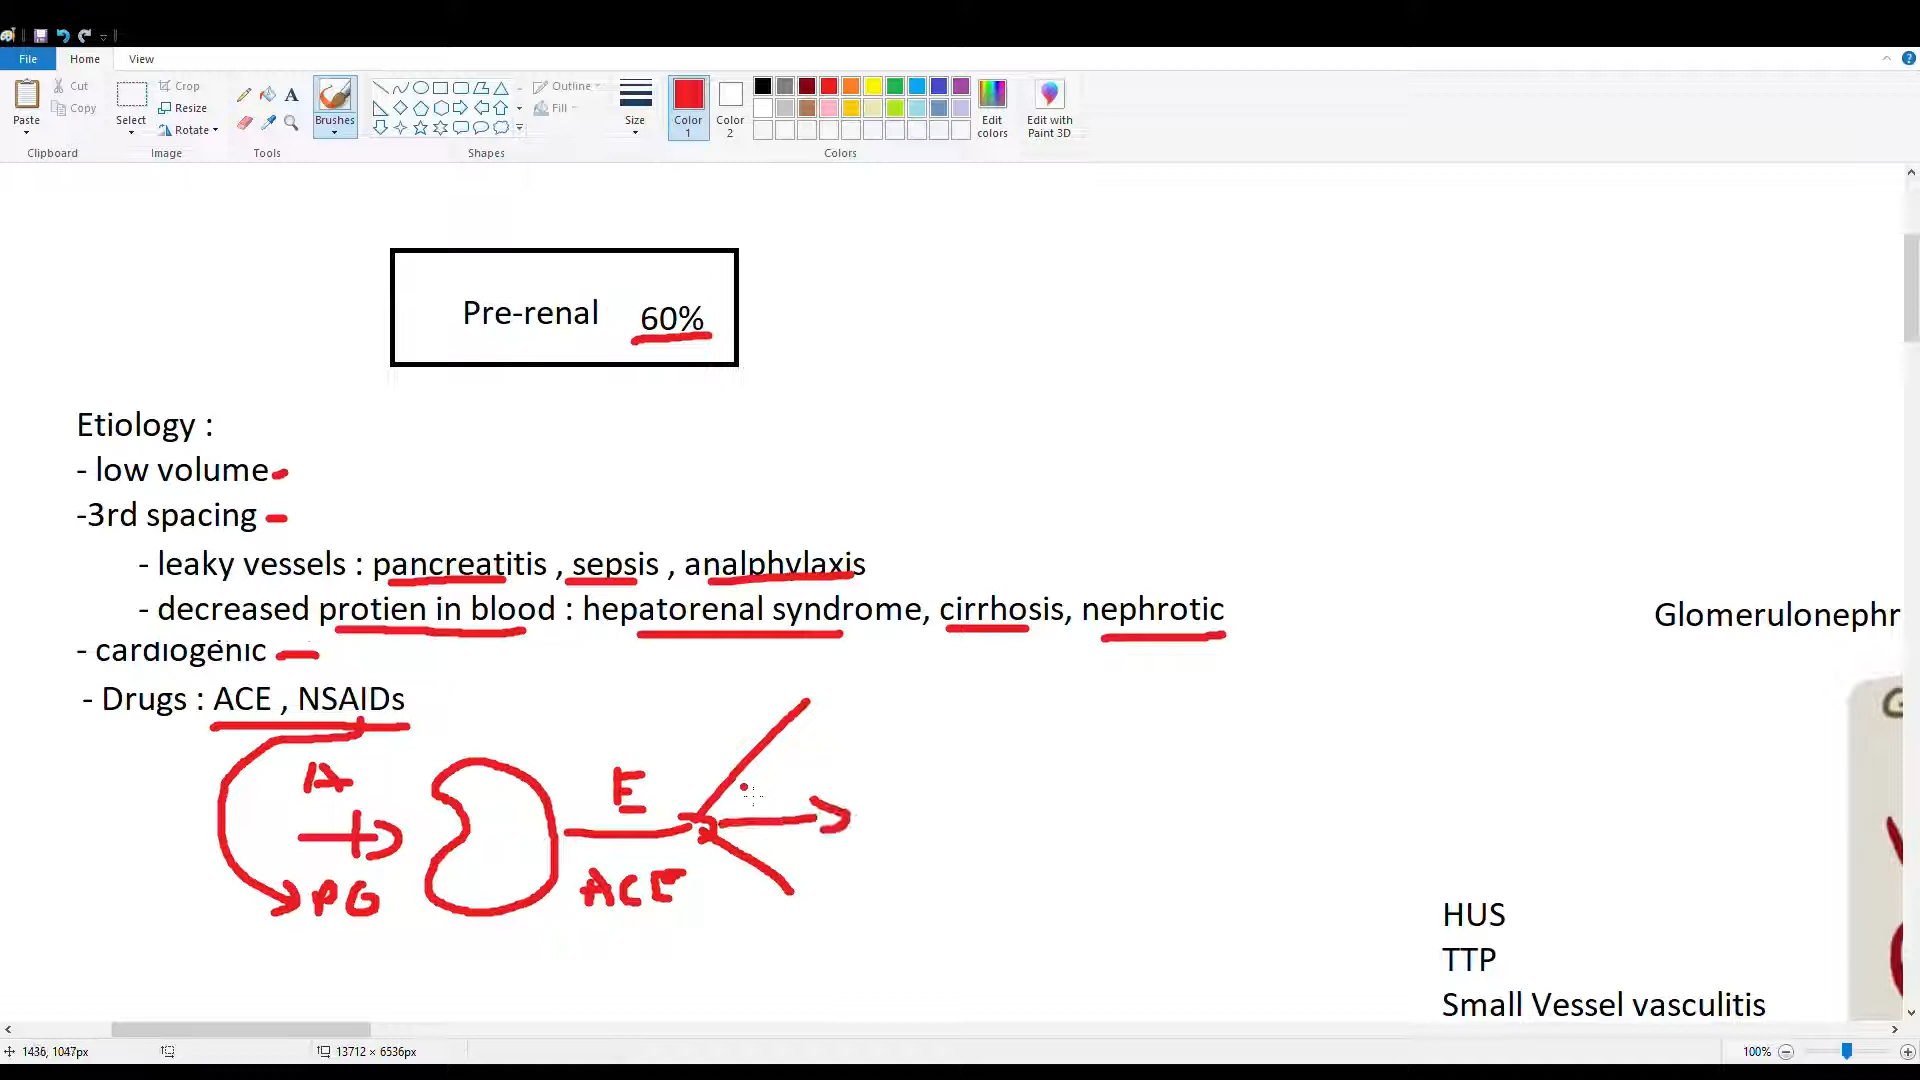 File Home View
Cut
Copy
Paste
Clipboard
Crop
Resize
Rotate
Select
Image
A
Tools
Brushes
Outline
Fill
Shapes
Size
Color 1
Color 2
Edit colors
Edit with Paint 3D
Colors
Pre-renal 60%
Etiology :
- low volume
-3rd spacing
- leaky vessels : pancreatitis , sepsis , analphylaxis
- decreased protien in blood : hepatorenal syndrome, cirrhosis, nephrotic
Glomerulonephr
- cardiogenic
- Drugs : ACE , NSAIDs
G
A
E
PG
ACE
HUS
TTP
Small Vessel vasculitis
1436, 1047px
13712 × 6536px
100%